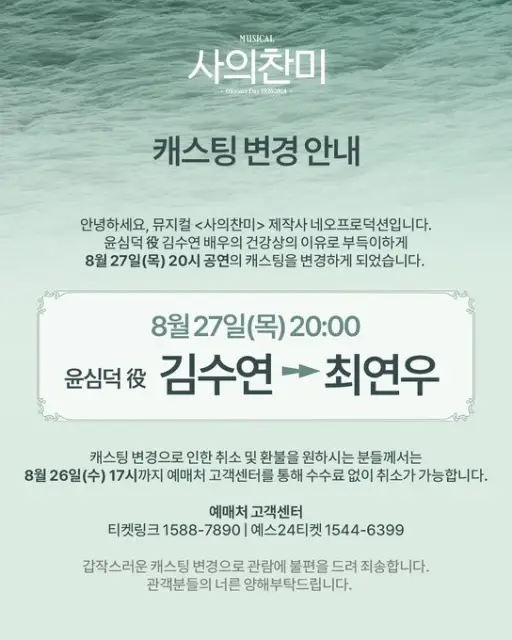 MUSICAL
사의찬미
캐스팅 변경 안내
안녕하세요, 뮤지컬 <사의찬미> 제작사 네오프로덕션입니다.
윤심덕 役 김수연 배우의 건강상의 이유로 부득이하게
8월 27일(목) 20시 공연의 캐스팅을 변경하게 되었습니다.
8월 27일(목) 20:00
윤심덕 役 김수연 → 최연우
캐스팅 변경으로 인한 취소 및 환불을 원하시는 분들께서는
8월 26일(수) 17시까지 예매처 고객센터를 통해 수수료 없이 취소가 가능합니다.
예매처 고객센터
티켓링크 1588-7890 | 예스24티켓 1544-6399
갑작스러운 캐스팅 변경으로 관람에 불편을 드려 죄송합니다.
관객분들의 너른 양해부탁드립니다.